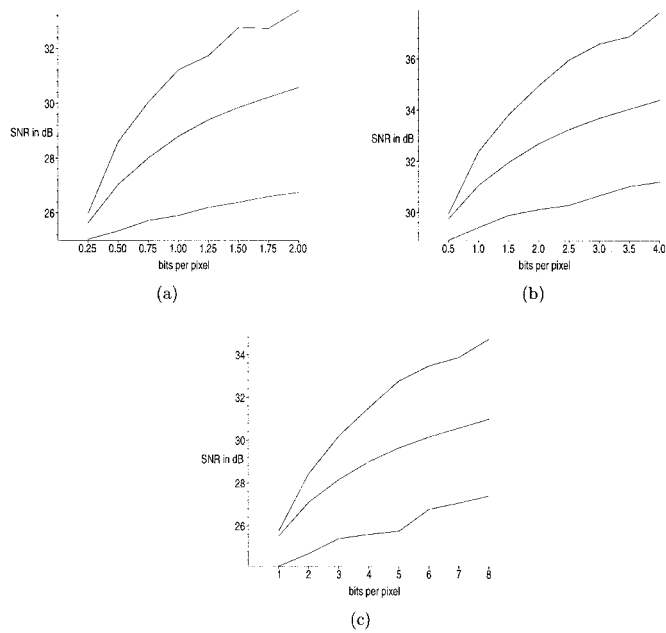 32
30
SNR in dB
28
26
0.25 0.50 0.75 1.00 1.25 1.50 1.75 2.00
bits per pixel
(a)
36
34
SNR in dB
32
30
0.5 1.0 1.5 2.0 2.5 3.0 3.5 4.0
bits per pixel
(b)
34
32
30
SNR in dB
28
26
1 2 3 4 5 6 7 8
bits per pixel
(c)